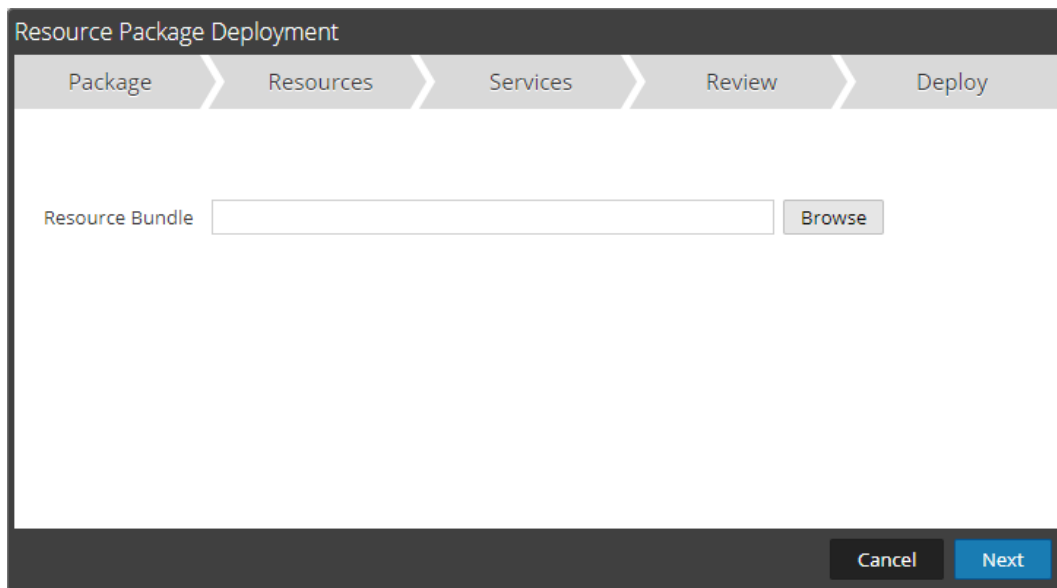 Resource Package Deployment
Package Resources Services Review Deploy
Resource Bundle Browse
Cancel Next